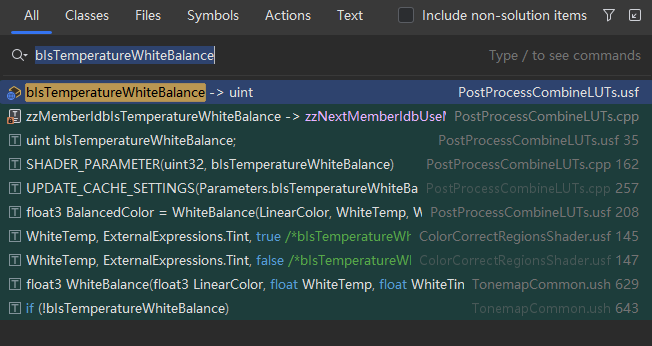 All Classes Files Symbols Actions Text Include non-solution items
bIsTemperatureWhiteBalance Type / to see commands
bIsTemperatureWhiteBalance -> uint PostProcessCombineLUTs.usf
zzMemberIdbIsTemperatureWhiteBalance -> zzNextMemberIdbUseM PostProcessCombineLUTs.cpp
uint bIsTemperatureWhiteBalance; PostProcessCombineLUTs.usf 35
SHADER_PARAMETER(uint32, bIsTemperatureWhiteBalance) PostProcessCombineLUTs.cpp 162
UPDATE_CACHE_SETTINGS(Parameters.bIsTemperatureWhiteBa PostProcessCombineLUTs.cpp 257
float3 BalancedColor = WhiteBalance(LinearColor, WhiteTemp, W PostProcessCombineLUTs.usf 208
WhiteTemp, ExternalExpressions.Tint, true /*bIsTemperatureWh ColorCorrectRegionsShader.usf 145
WhiteTemp, ExternalExpressions.Tint, false /*bIsTemperatureWl ColorCorrectRegionsShader.usf 147
float3 WhiteBalance(float3 LinearColor, float WhiteTemp, float WhiteTin TonemapCommon.ush 629
if (!bIsTemperatureWhiteBalance) TonemapCommon.ush 643